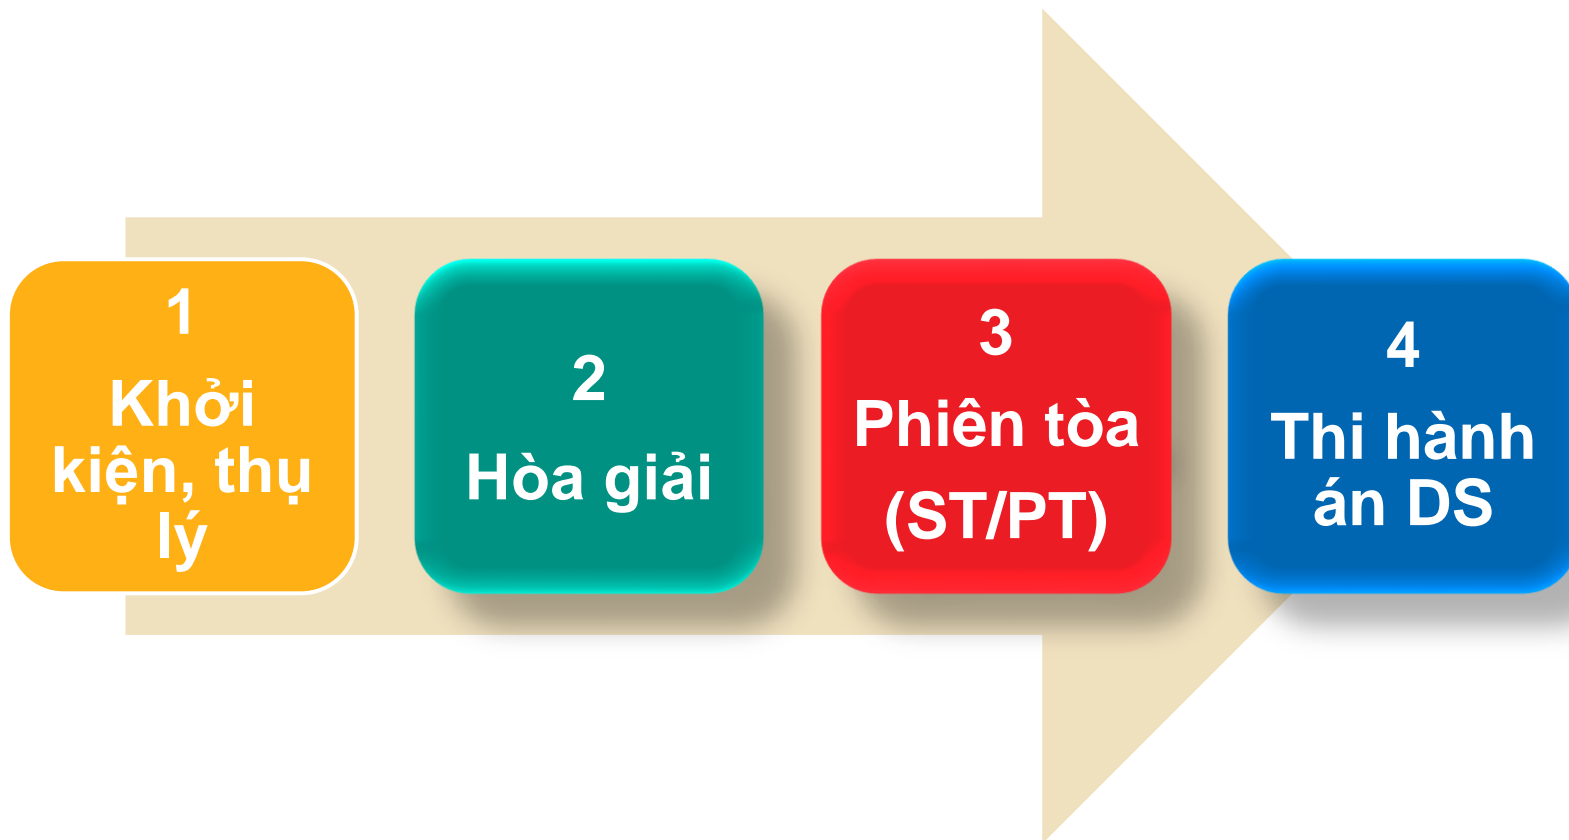 1
Khởi
kiện, thụ
lý
2
Hòa giải
3
Phiên tòa
(ST/PT)
4
Thi hành
án DS